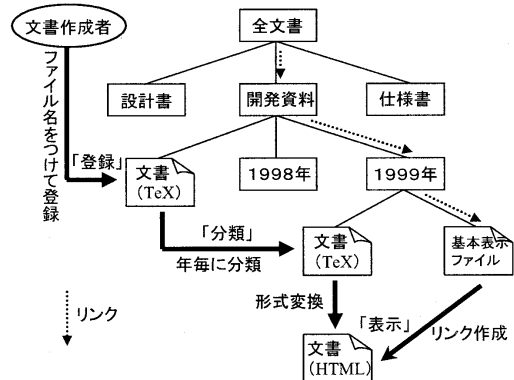 文書作成者
全文書
ファイル名をつけて登録
設計書
開発資料
仕様書
「登録」
文書
(TeX)
1998年
1999年
「分類」
年毎に分類
文書
(TeX)
基本表示
ファイル
リンク
形式変換
「表示」
リンク作成
文書
(HTML)